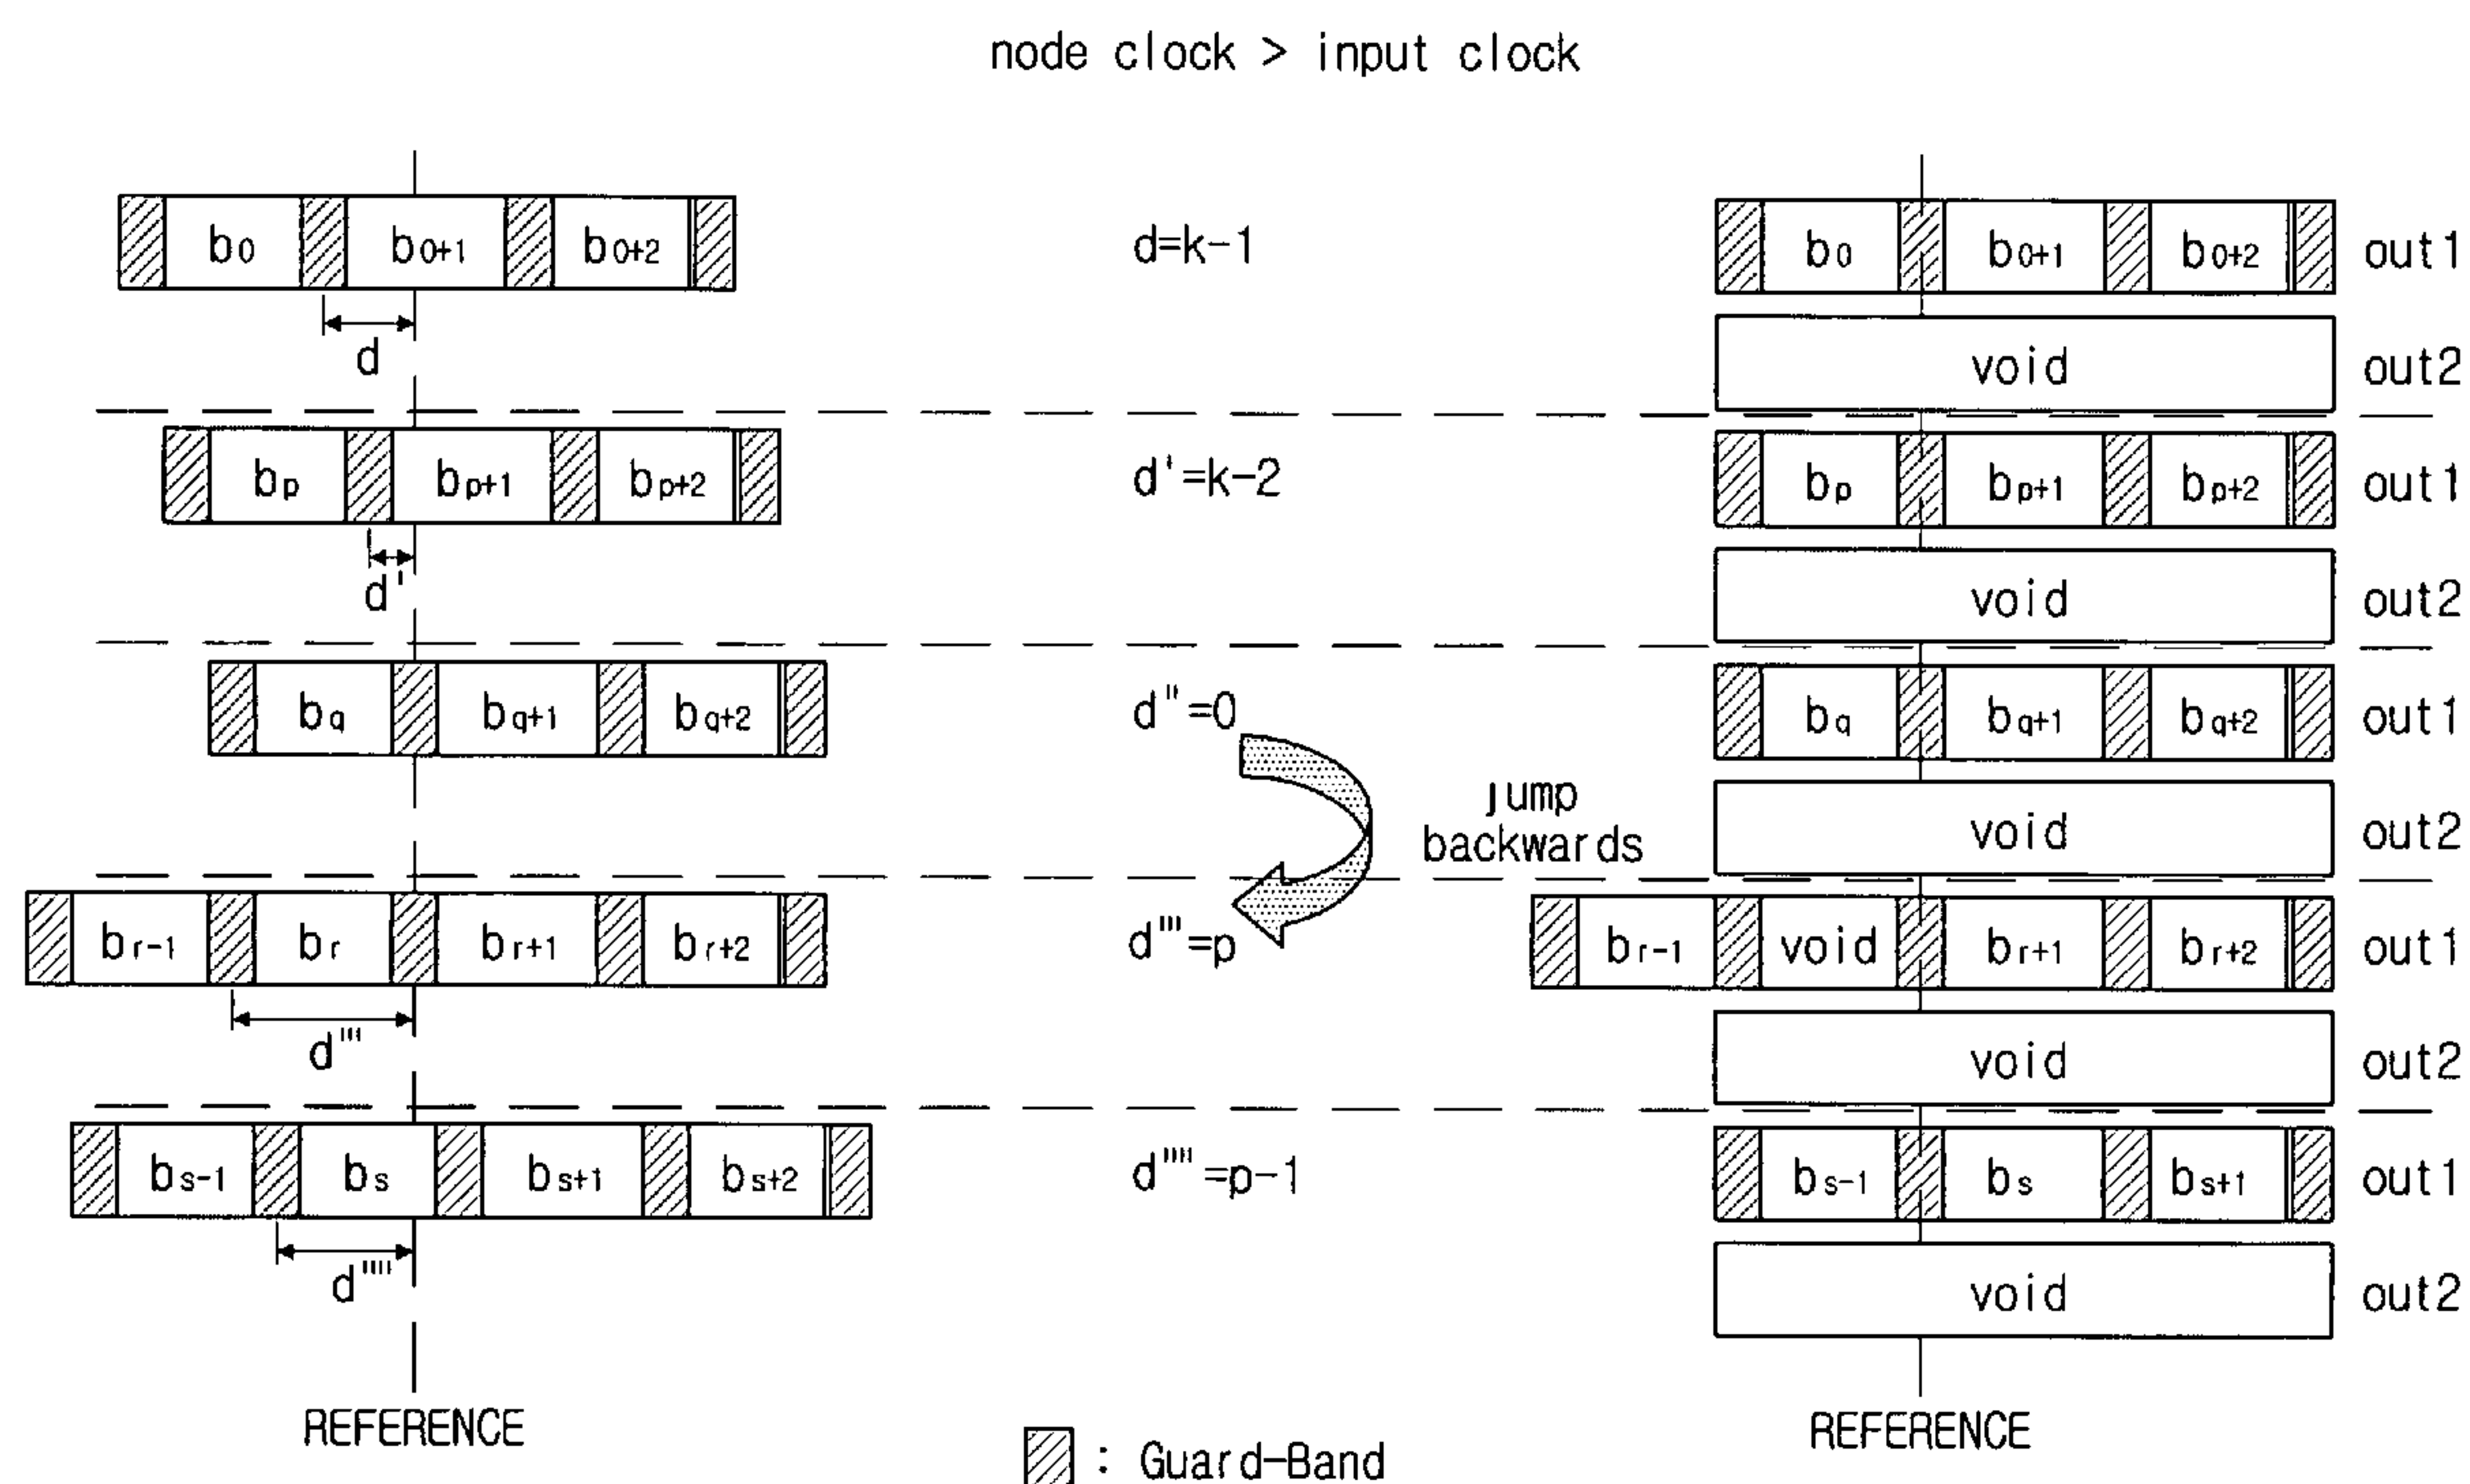 node clock > input clock
b0 b0+1 b0+2 d=k-1 b0 b0+1 b0+2 out1
d void out2
bp bp+1 bp+2 d'=k-2 bp bp+1 bp+2 out1
d' void out2
bq bq+1 bq+2 d''=0 bq bq+1 bq+2 out1
jump
backwards
void out2
br-1 br br+1 br+2 d'''=p br-1 void br+1 br+2 out1
d''' void out2
bs-1 bs bs+1 bs+2 d''''=p-1 bs-1 bs bs+1 out1
d'''' void out2
REFERENCE REFERENCE
: Guard-Band